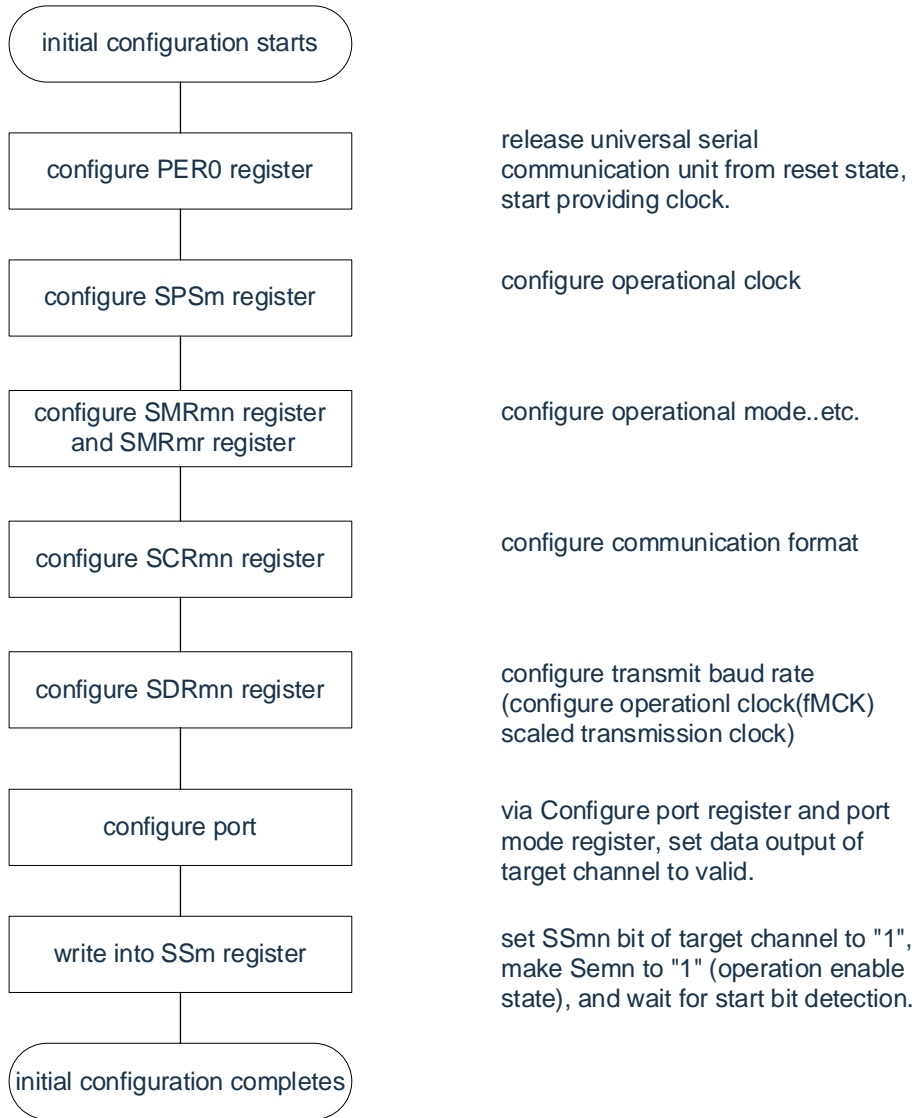 initial configuration starts
configure PER0 register
release universal serial
communication unit from reset state,
start providing clock.
configure SPSm register
configure operational clock
configure SMRmn register
and SMRmr register
configure operational mode..etc.
configure SCRmn register
configure communication format
configure SDRmn register
configure transmit baud rate
(configure operationl clock(fMCK)
scaled transmission clock)
configure port
via Configure port register and port
mode register, set data output of
target channel to valid.
write into SSm register
set SSmn bit of target channel to "1",
make Semn to "1" (operation enable
state), and wait for start bit detection.
initial configuration completes